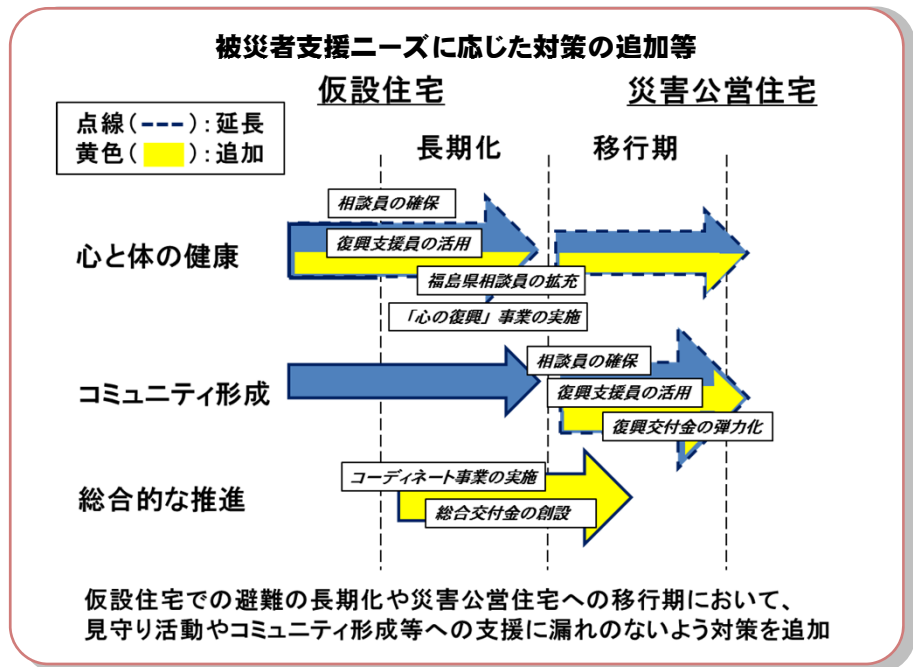 被災者支援ニーズに応じた対策の追加等
仮設住宅
災害公営住宅
点線(---):延長
黄色( ):追加
長期化
移行期
心と体の健康
相談員の確保
復興支援員の活用
福島県相談員の拡充
「心の復興」事業の実施
コミュニティ形成
相談員の確保
復興支援員の活用
復興交付金の弾力化
総合的な推進
コーディネート事業の実施
総合交付金の創設
仮設住宅での避難の長期化や災害公営住宅への移行期において、
見守り活動やコミュニティ形成等への支援に漏れのないよう対策を追加